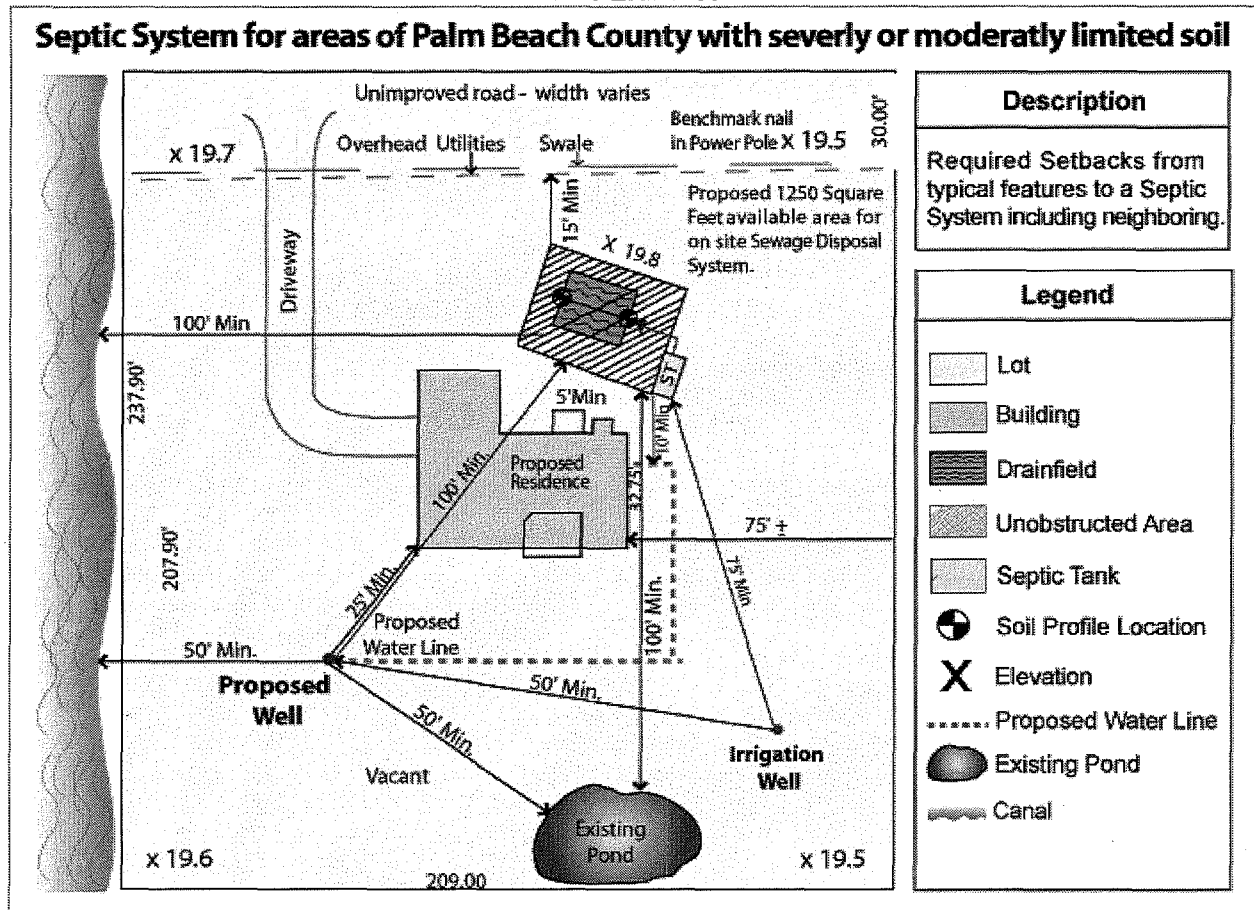 Septic System for areas of Palm Beach County with severly or moderatly limited soil
Unimproved road - width varies
Benchmark nail
in Power Pole X 19.5
30.00'
x 19.7
Overhead Utilities
Swale
15' Min
X 19.8
Proposed 1250 Square
Feet available area for
on site Sewage Disposal
System.
Driveway
100' Min
237.90'
ST
5'Min
10' Min.
Proposed
Residence
100' Min.
32.75'
75' ±
75' Min
207.90'
25' Min.
Proposed
Water Line
100' Min.
50' Min.
Proposed
Well
50' Min.
50' Min.
Irrigation
Well
Vacant
Existing
Pond
x 19.6
x 19.5
209.00
Description
Required Setbacks from
typical features to a Septic
System including neighboring.
Legend
Lot
Building
Drainfield
Unobstructed Area
Septic Tank
Soil Profile Location
X Elevation
Proposed Water Line
Existing Pond
Canal